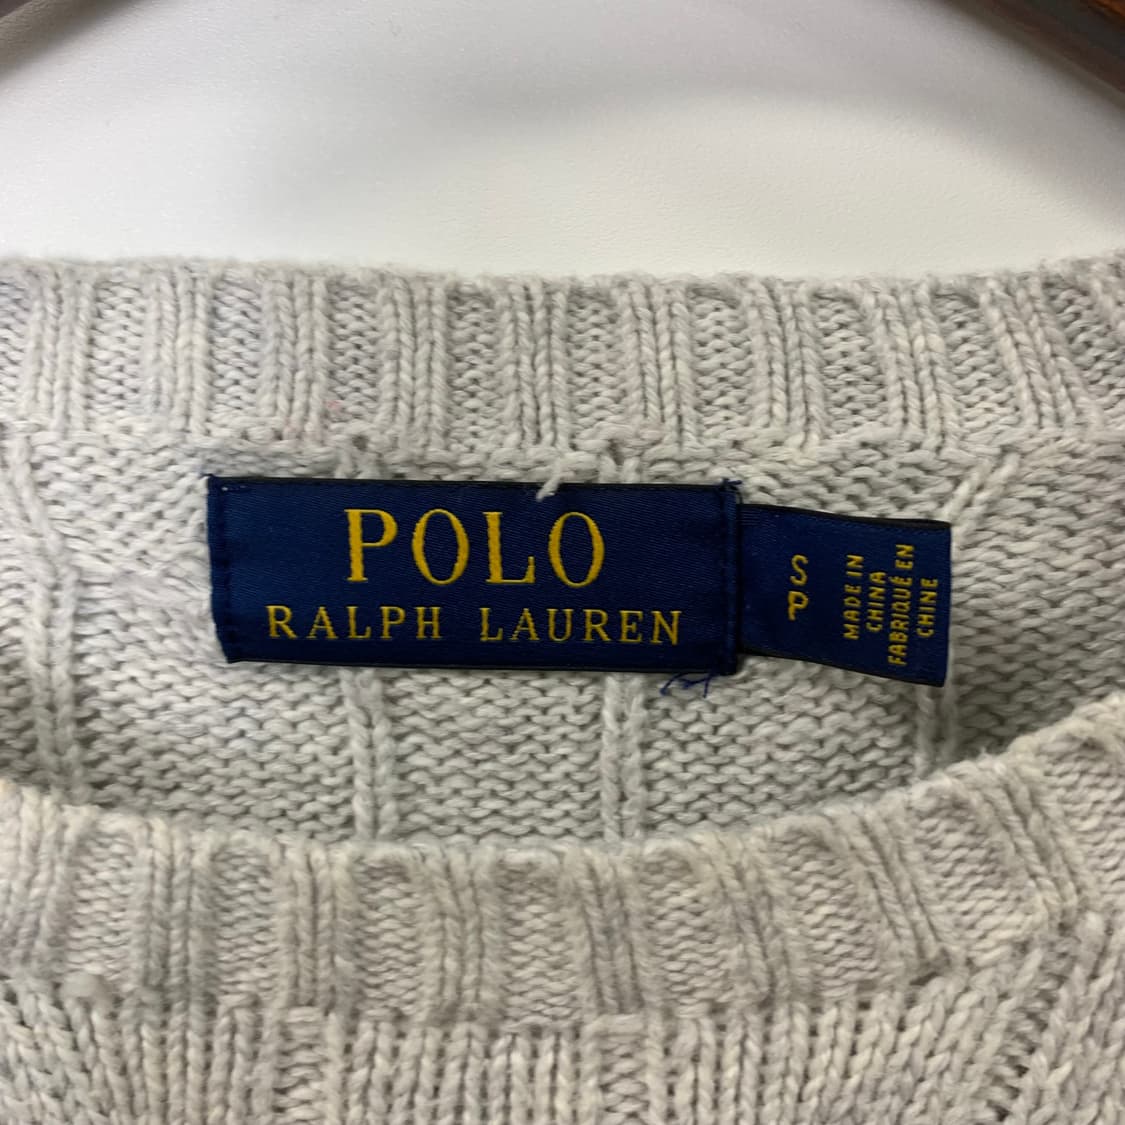 POLO
RALPH LAUREN
S
P
MADE IN
CHINA
FABRIQUÉ EN
CHINE